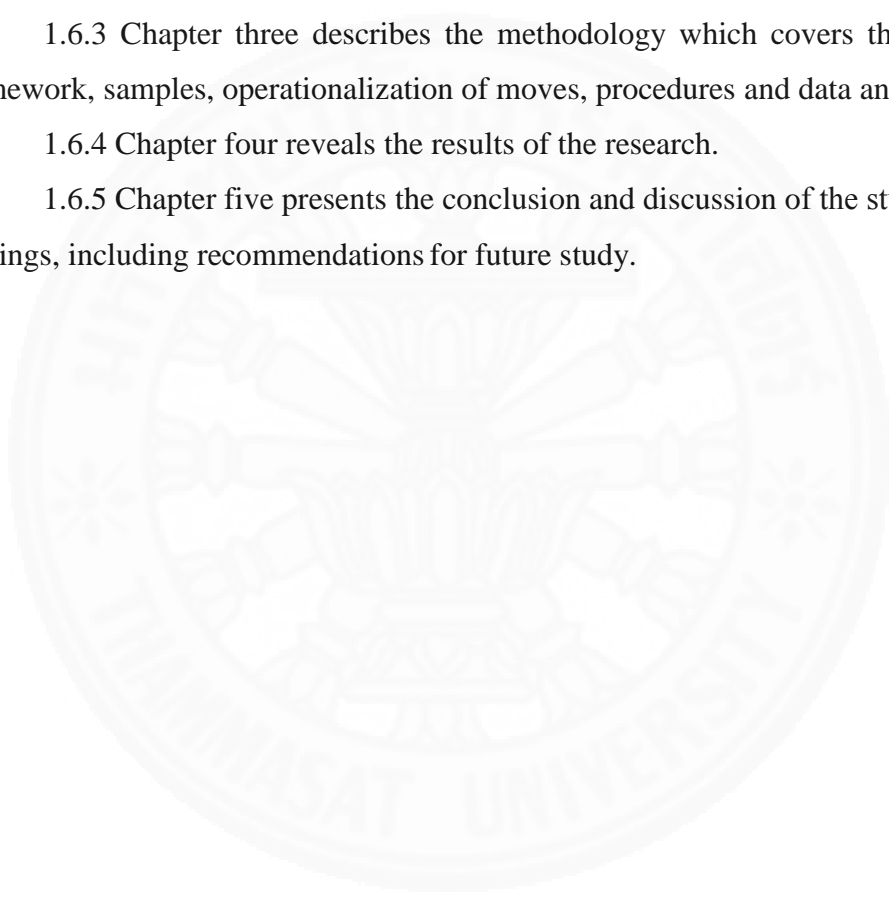 1.6.3 Chapter three describes the methodology which covers th
nework, samples, operationalization of moves, procedures and data an
1.6.4 Chapter four reveals the results of the research.
1.6.5 Chapter five presents the conclusion and discussion of the st
ings, including recommendations for future study.
THAMMASAT UNIVERSITY